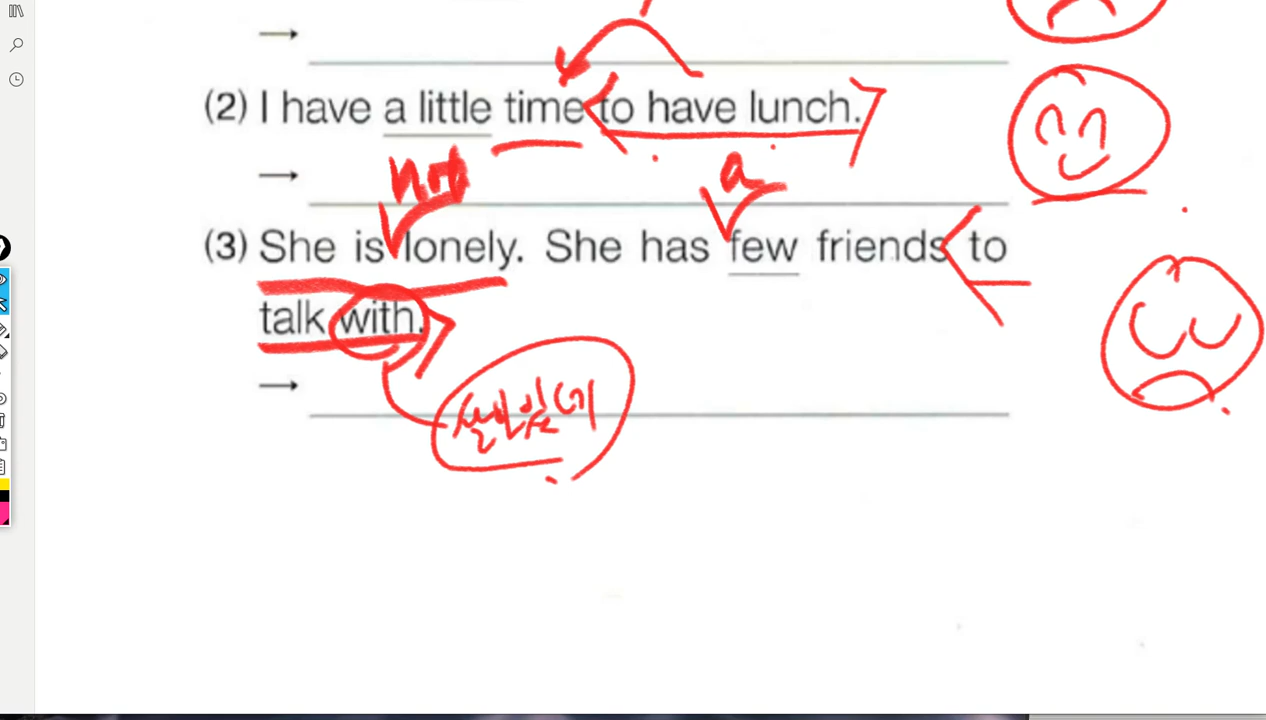 →
(2) I have a little time to have lunch.
not a
→
(3) She is lonely. She has few friends to
talk with.
→